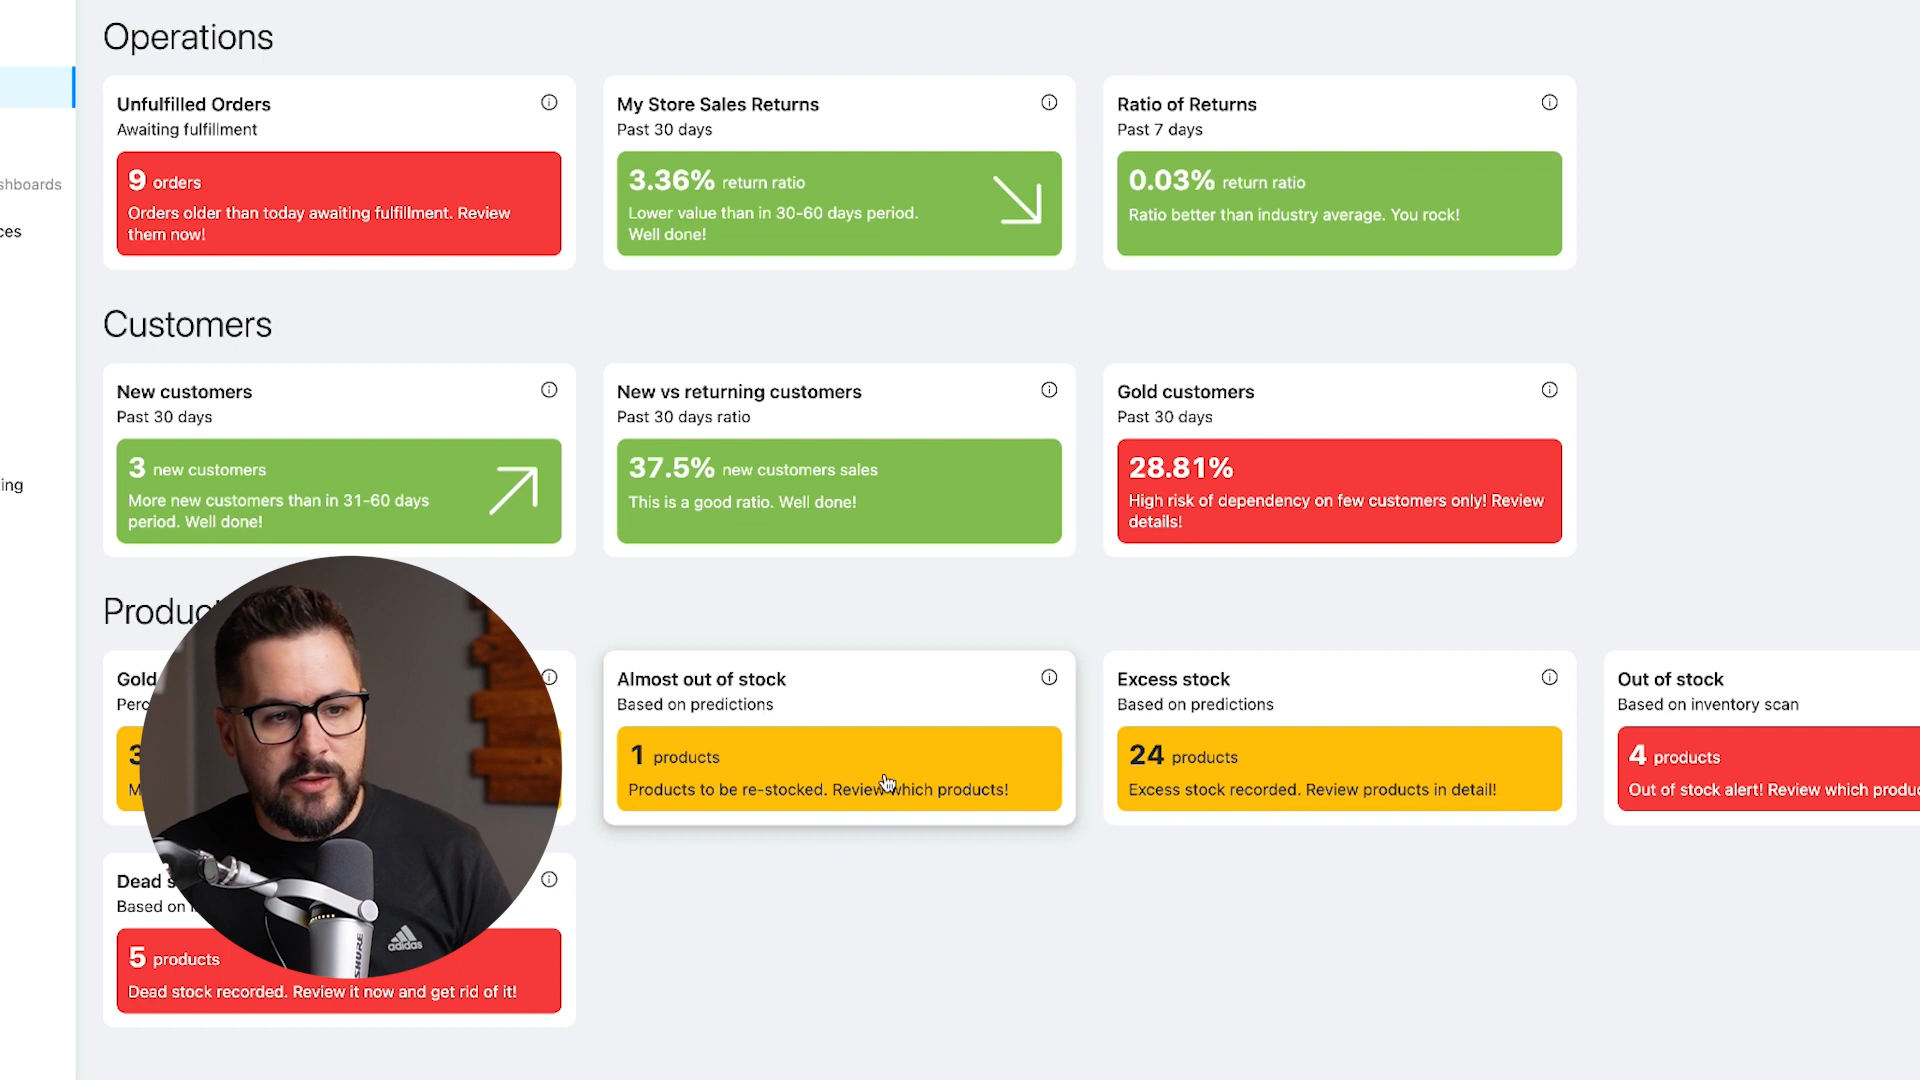 Operations
Unfulfilled Orders
Awaiting fulfillment
9 orders
Orders older than today awaiting fulfillment. Review
them now!
My Store Sales Returns
Past 30 days
3.36% return ratio
Lower value than in 30-60 days period.
Well done!
Ratio of Returns
Past 7 days
0.03% return ratio
Ratio better than industry average. You rock!
shboards
ces
ing
Customers
New customers
Past 30 days
3 new customers
More new customers than in 31-60 days
period. Well done!
New vs returning customers
Past 30 days ratio
37.5% new customers sales
This is a good ratio. Well done!
Gold customers
Past 30 days
28.81%
High risk of dependency on few customers only! Review
details!
Produc
Gold
Perc
3
M
Almost out of stock
Based on predictions
1 products
Products to be re-stocked. Review which products!
Excess stock
Based on predictions
24 products
Excess stock recorded. Review products in detail!
Out of stock
Based on inventory scan
4 products
Out of stock alert! Review which produc
Dead s
Based on
5 products
Dead stock recorded. Review it now and get rid of it!
adidas
SHURE